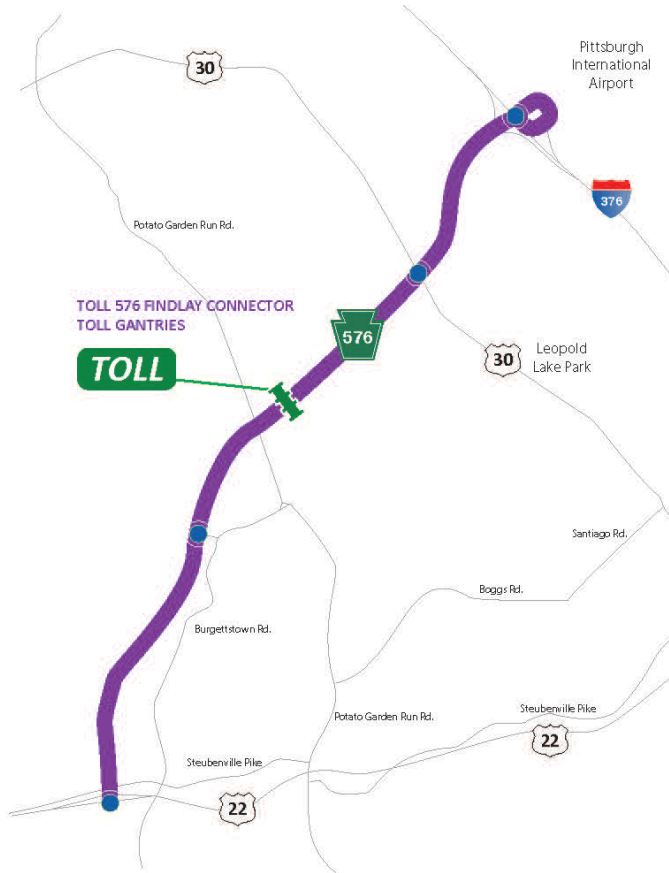 Pittsburgh
International
Airport
30
376
Potato Garden Run Rd.
TOLL 576 FINDLAY CONNECTOR
TOLL GANTRIES
576
TOLL
30
Leopold
Lake Park
Santiago Rd.
Boggs Rd.
Burgettstown Rd.
Steubenville Pike
Potato Garden Run Rd.
22
Steubenville Pike
22